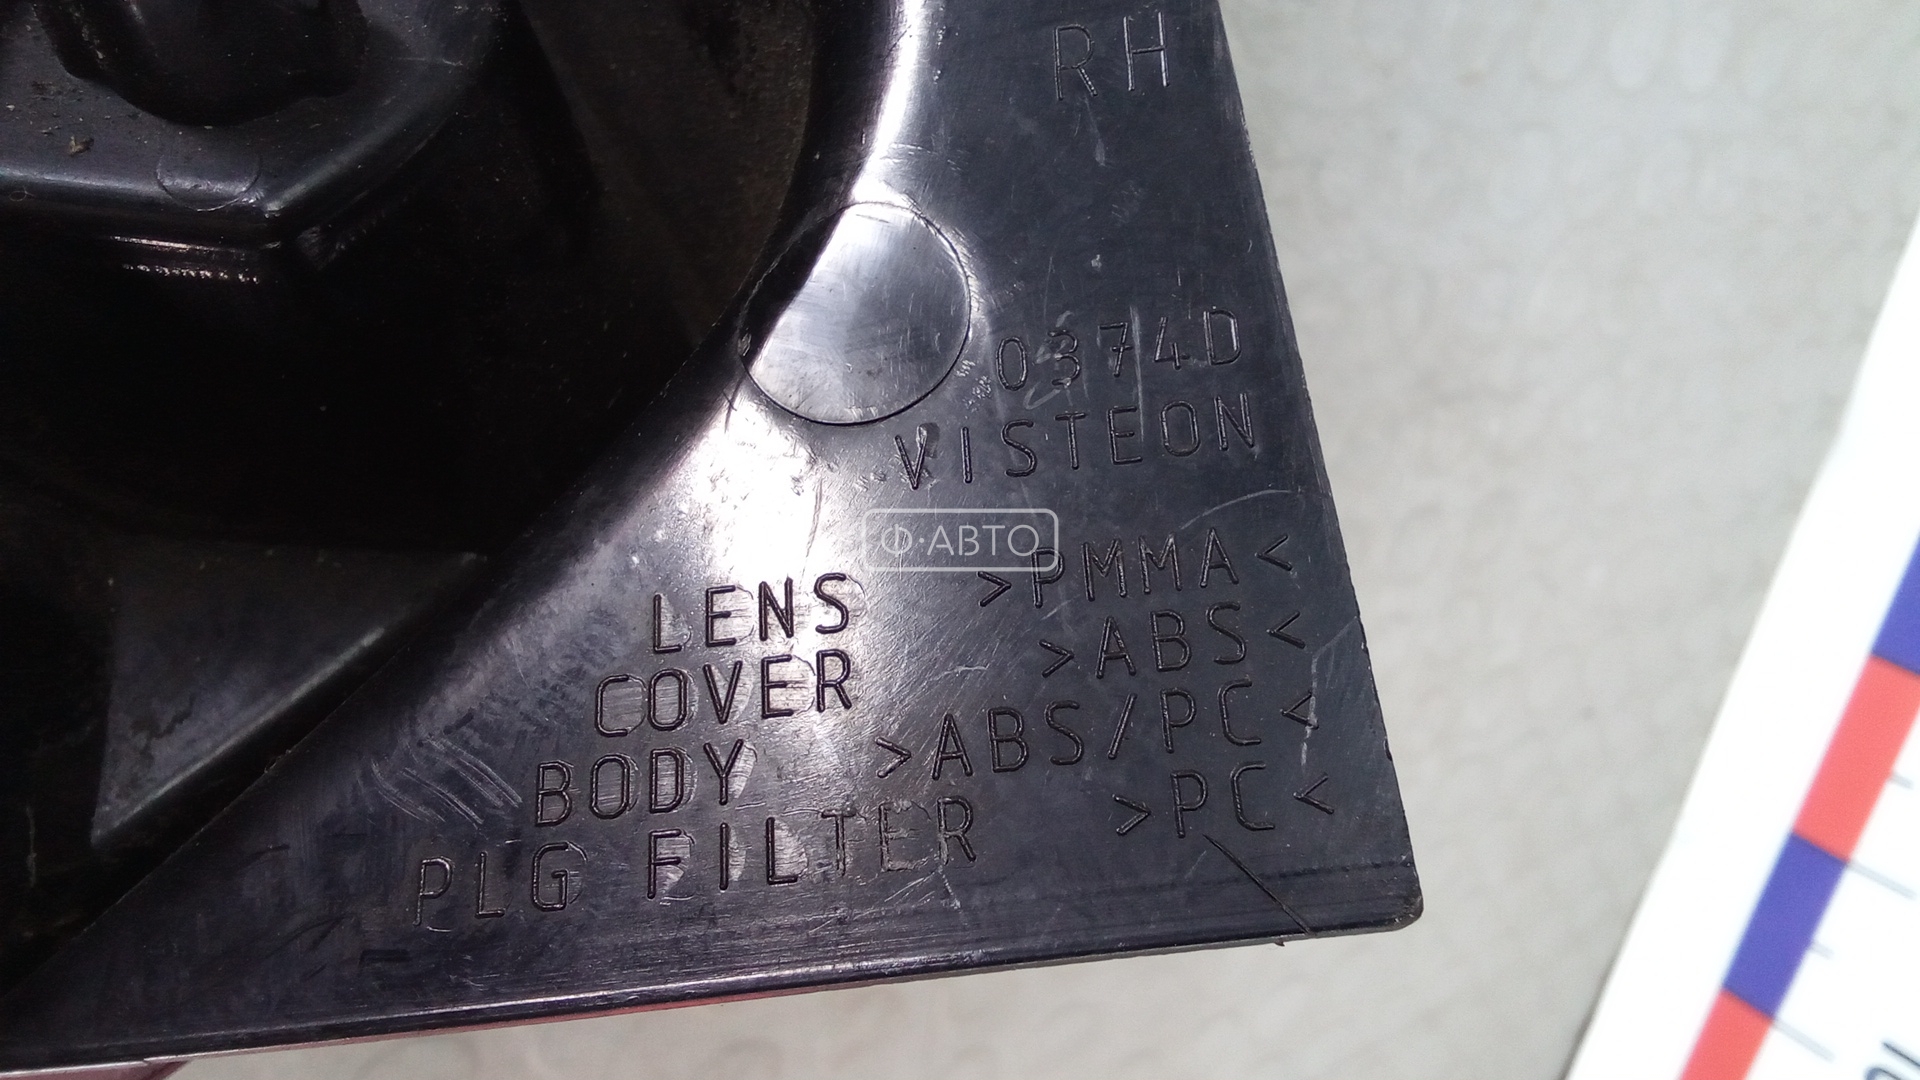 RH
0374D
VISTEON
Ф·АВТО
LENS >PMMA<
COVER >ABS<
BODY >ABS/PC<
PLG FILTER >PC<